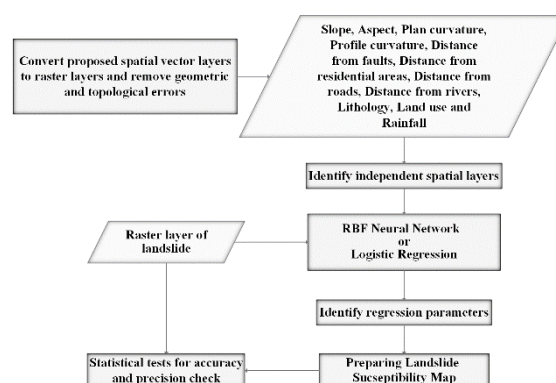 Convert proposed spatial vector layers
to raster layers and remove geometric
and topological errors
Slope, Aspect, Plan curvature,
Profile curvature, Distance
from faults, Distance from
residential areas, Distance from
roads, Distance from rivers,
Lithology, Land use and
Rainfall
Identify independent spatial layers
Raster layer of
landslide
RBF Neural Network
or
Logistic Regression
Identify regression parameters
Statistical tests for accuracy
and precision check
Preparing Landslide
Sucseptibility Map